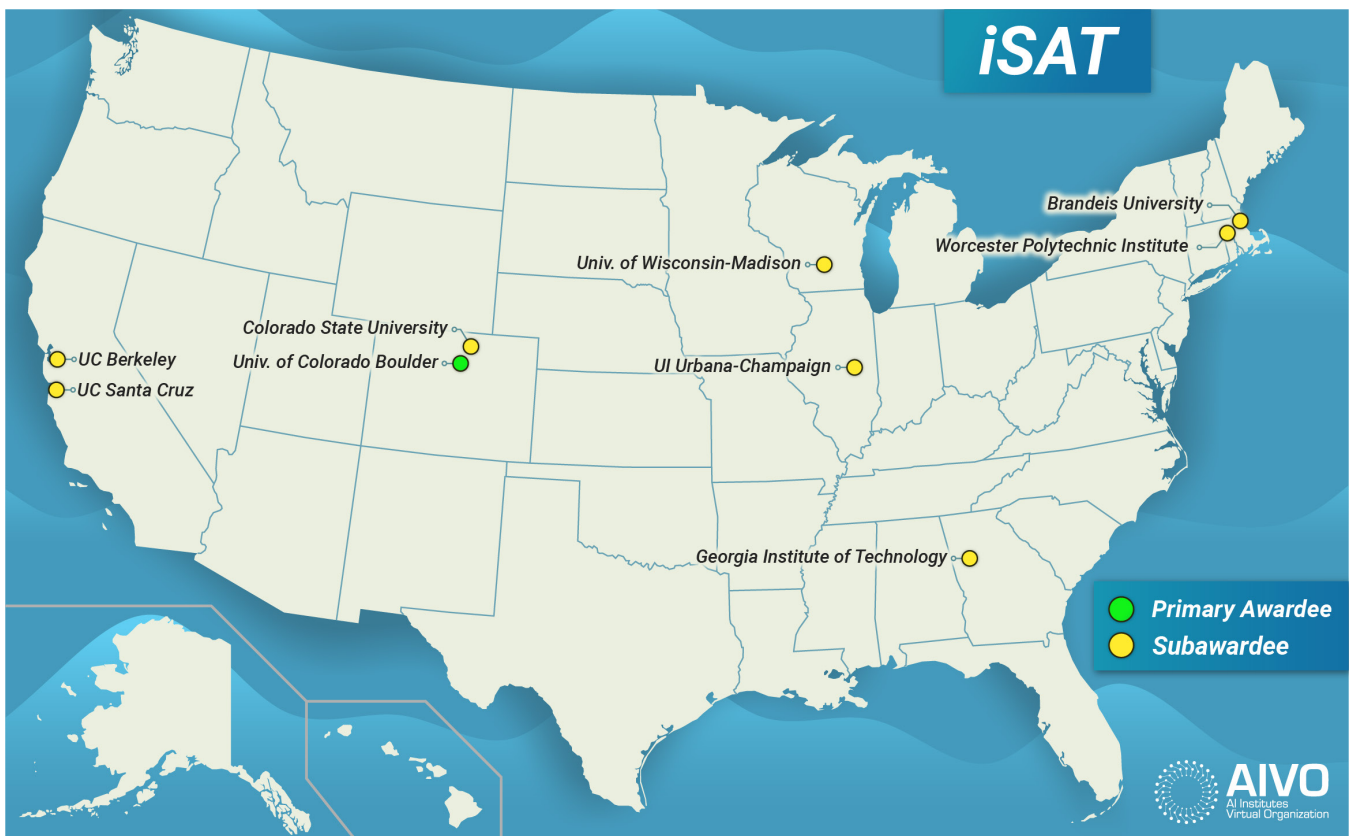 iSAT
Brandeis University
Worcester Polytechnic Institute
Univ. of Wisconsin-Madison
Colorado State University
Univ. of Colorado Boulder
UC Berkeley
UC Santa Cruz
UI Urbana-Champaign
Georgia Institute of Technology
Primary Awardee
Subawardee
AIVO
AI Institutes
Virtual Organization